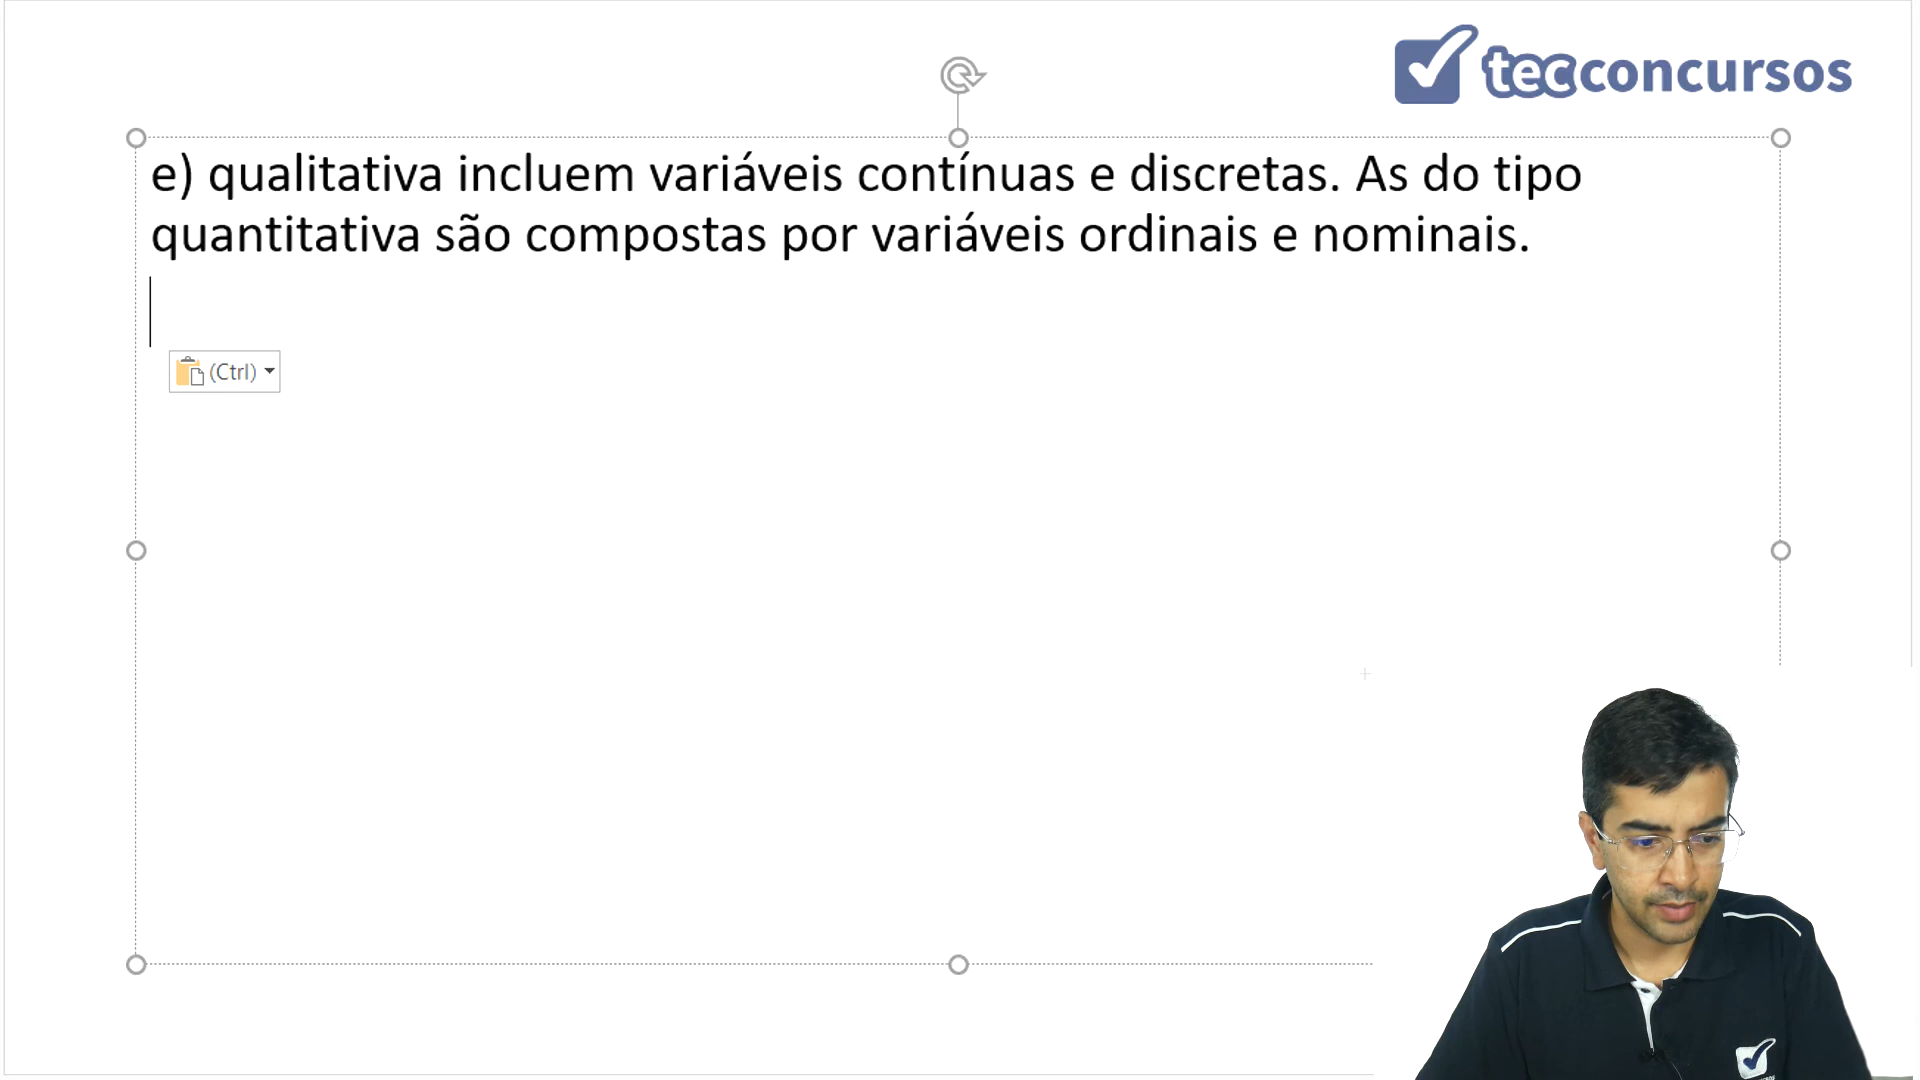 tecconcursos
e) qualitativa incluem variáveis contínuas e discretas. As do tipo
quantitativa são compostas por variáveis ordinais e nominais.
(Ctrl)